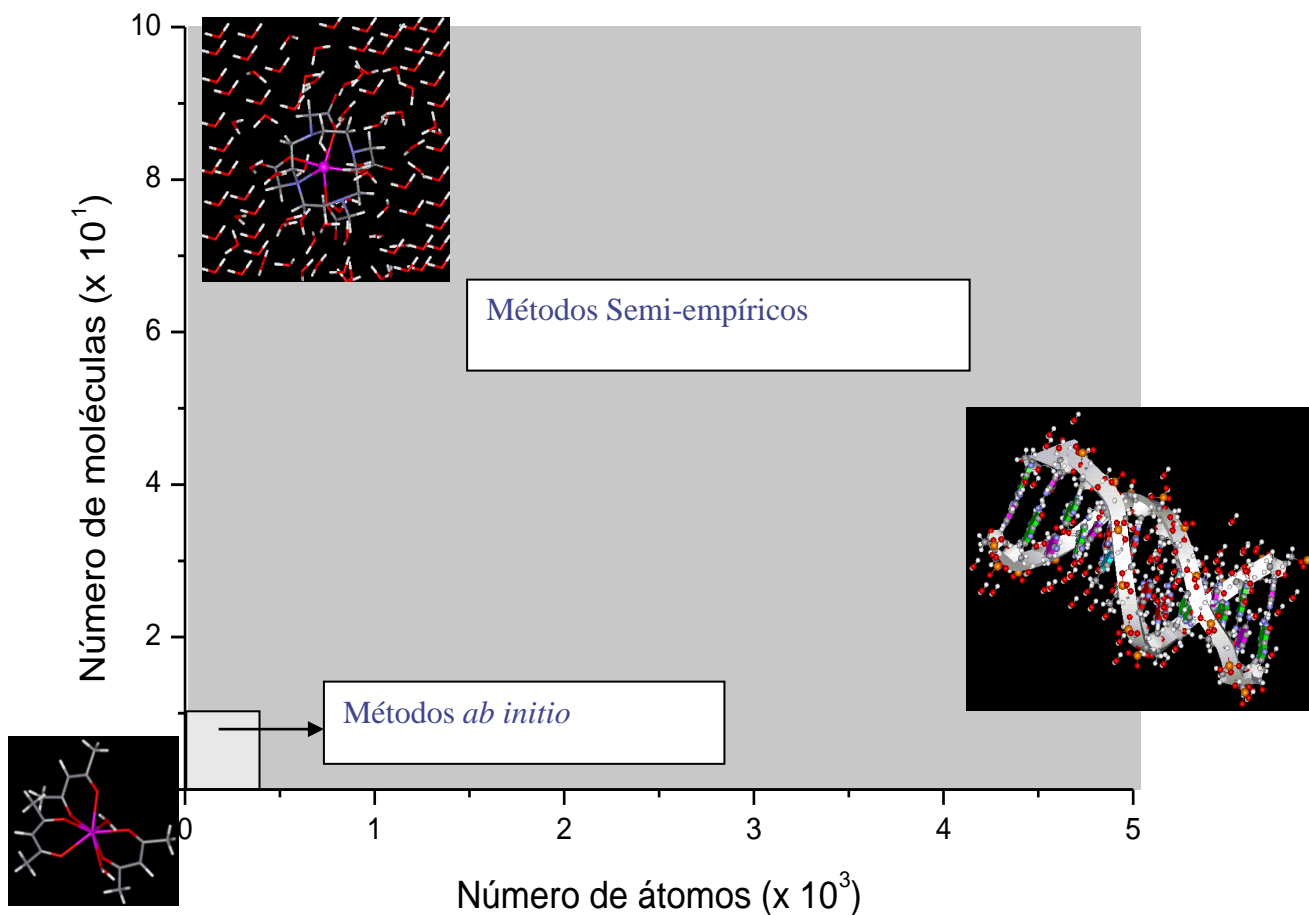 10
8
6
4
2
Número de moléculas (x 10¹)
Métodos Semi-empíricos
Métodos ab initio
0
1
2
3
4
5
Número de átomos (x 10³)